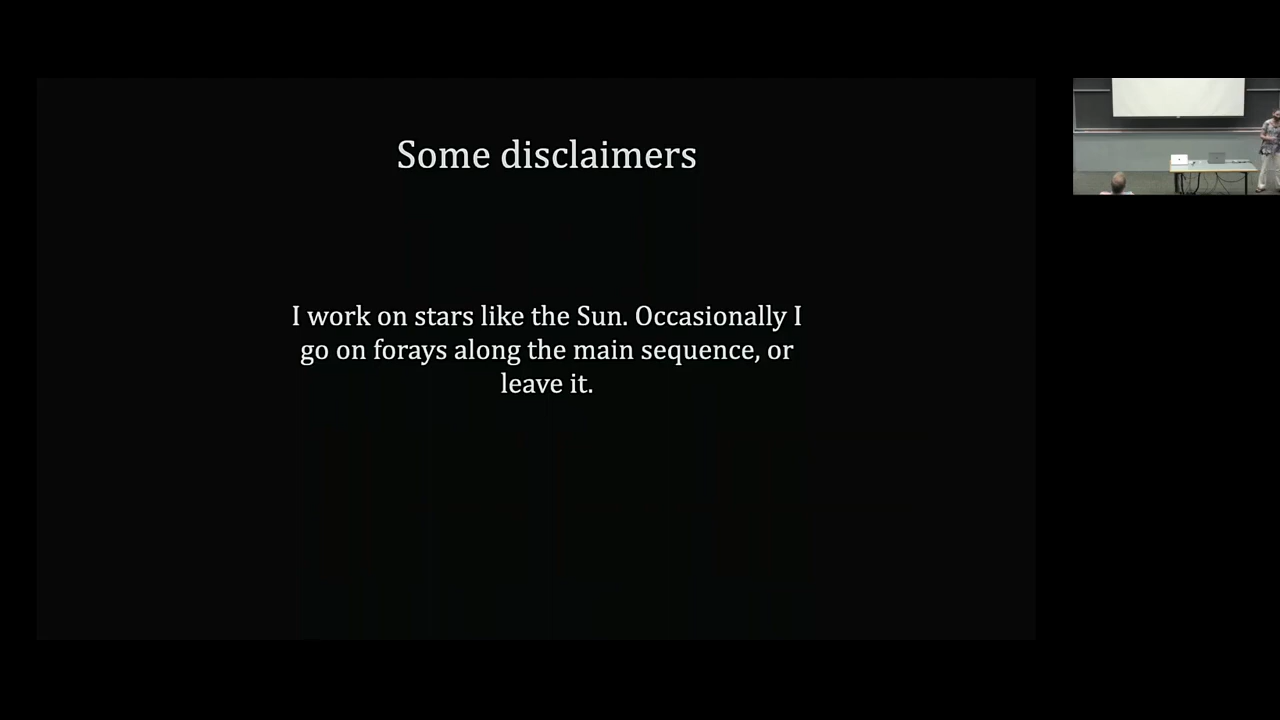 Some disclaimers
I work on stars like the Sun. Occasionally I
go on forays along the main sequence, or
leave it.